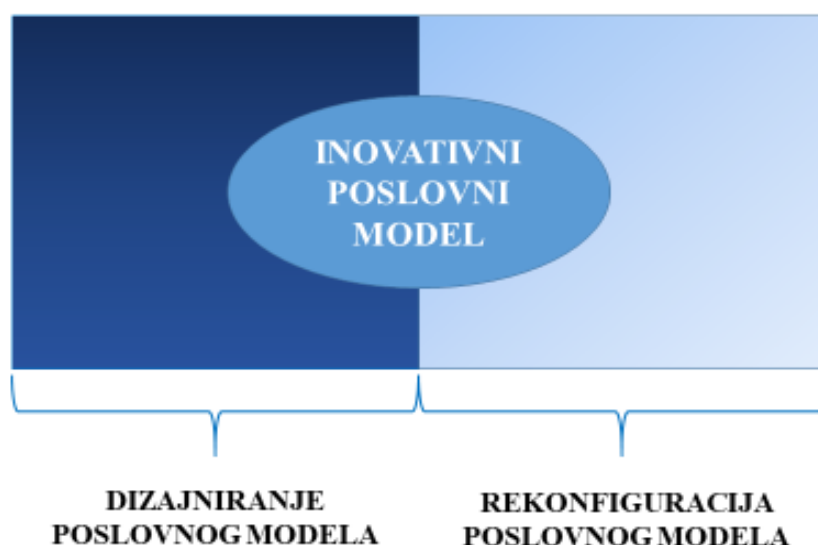 INOVATIVNI
POSLOVNI
MODEL
DIZAJNIRANJE
POSLOVNOG MODELA
REKONFIGURACIJA
POSLOVNOG MODELA